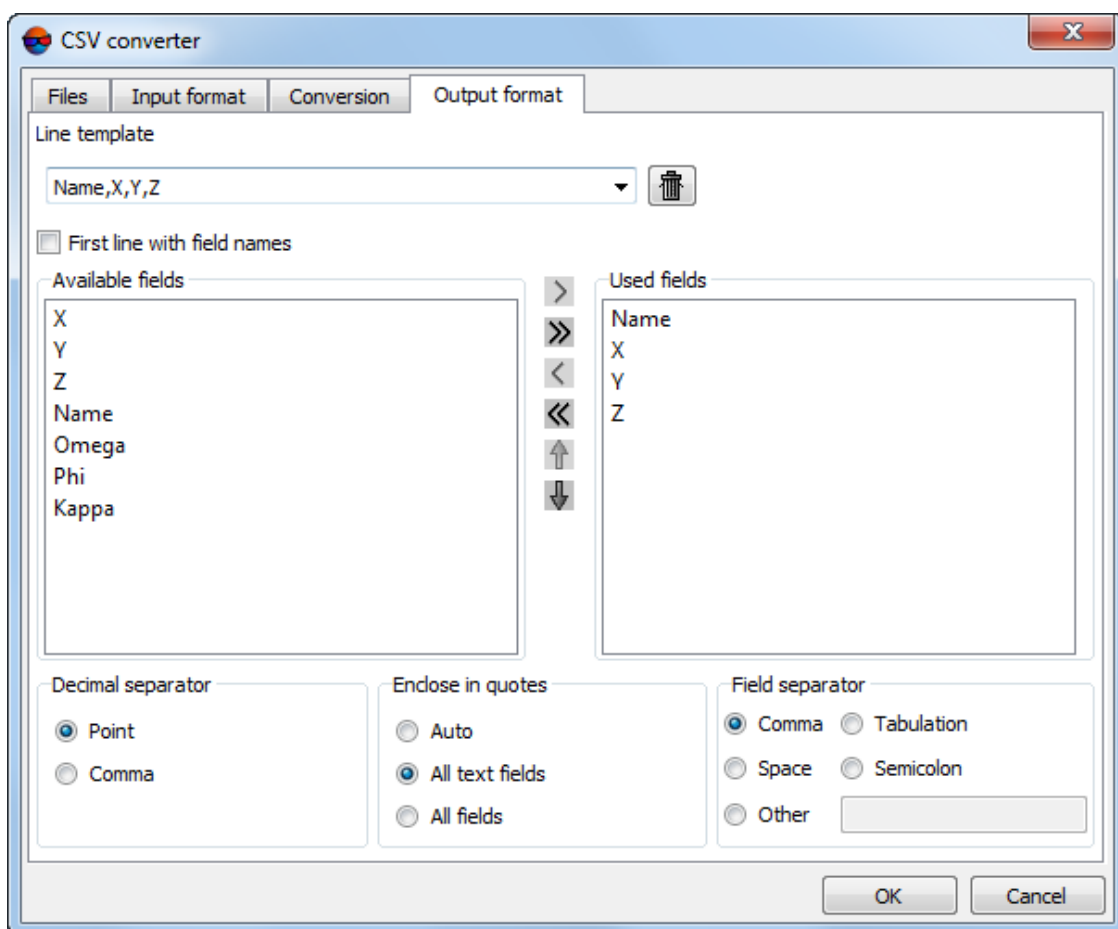 CSV converter
Files Input format Conversion Output format
Line template
Name,X,Y,Z
First line with field names
Available fields
X
Y
Z
Name
Omega
Phi
Kappa
Used fields
Name
X
Y
Z
Decimal separator
Point
Comma
Enclose in quotes
Auto
All text fields
All fields
Field separator
Comma Tabulation
Space Semicolon
Other
OK Cancel